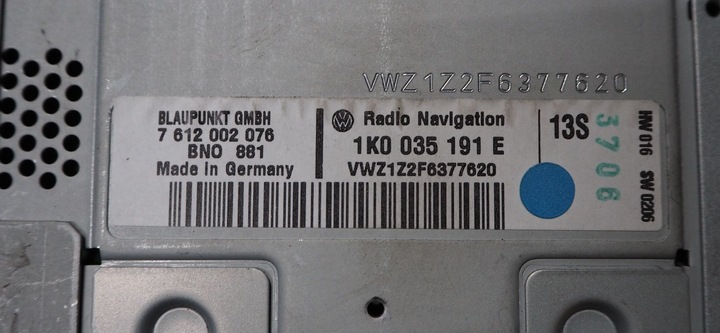 VWZ1Z2F6377620
BLAUPUNKT GMBH
7 612 002 076
BNO 881
Made in Germany
Radio Navigation
1K0 035 191 E
VWZ1Z2F6377620
13S
3706
HW 016 SW 0206